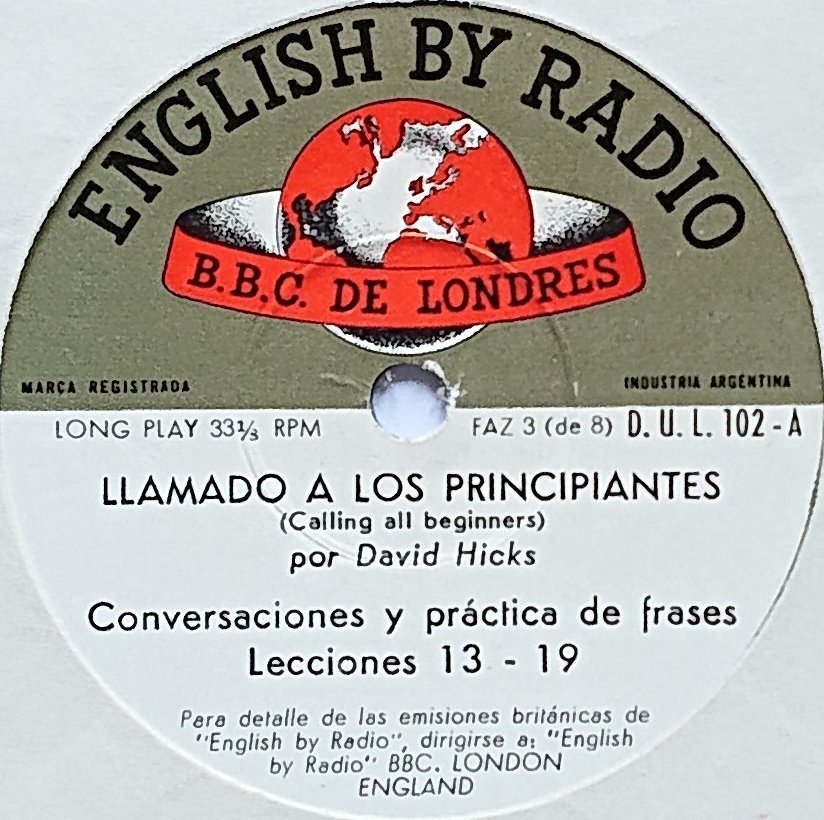 ENGLISH BY RADIO
B.B.C. DE LONDRES
MARCA REGISTRADA
INDUSTRIA ARGENTINA
LONG PLAY 33⅓ RPM
FAZ 3 (de 8) D. U. L. 102 - A
LLAMADO A LOS PRINCIPIANTES
(Calling all beginners)
por David Hicks
Conversaciones y práctica de frases
Lecciones 13 - 19
Para detalle de las emisiones británicas de
"English by Radio", dirigirse a: "English
by Radio" BBC. LONDON
ENGLAND